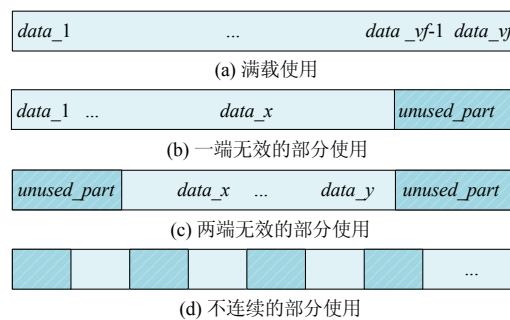 data_1 ... data_vf-1 data_vf
(a) 满载使用
data_1 ... data_x unused_part
(b) 一端无效的部分使用
unused_part data_x ... data_y unused_part
(c) 两端无效的部分使用
...
(d) 不连续的部分使用